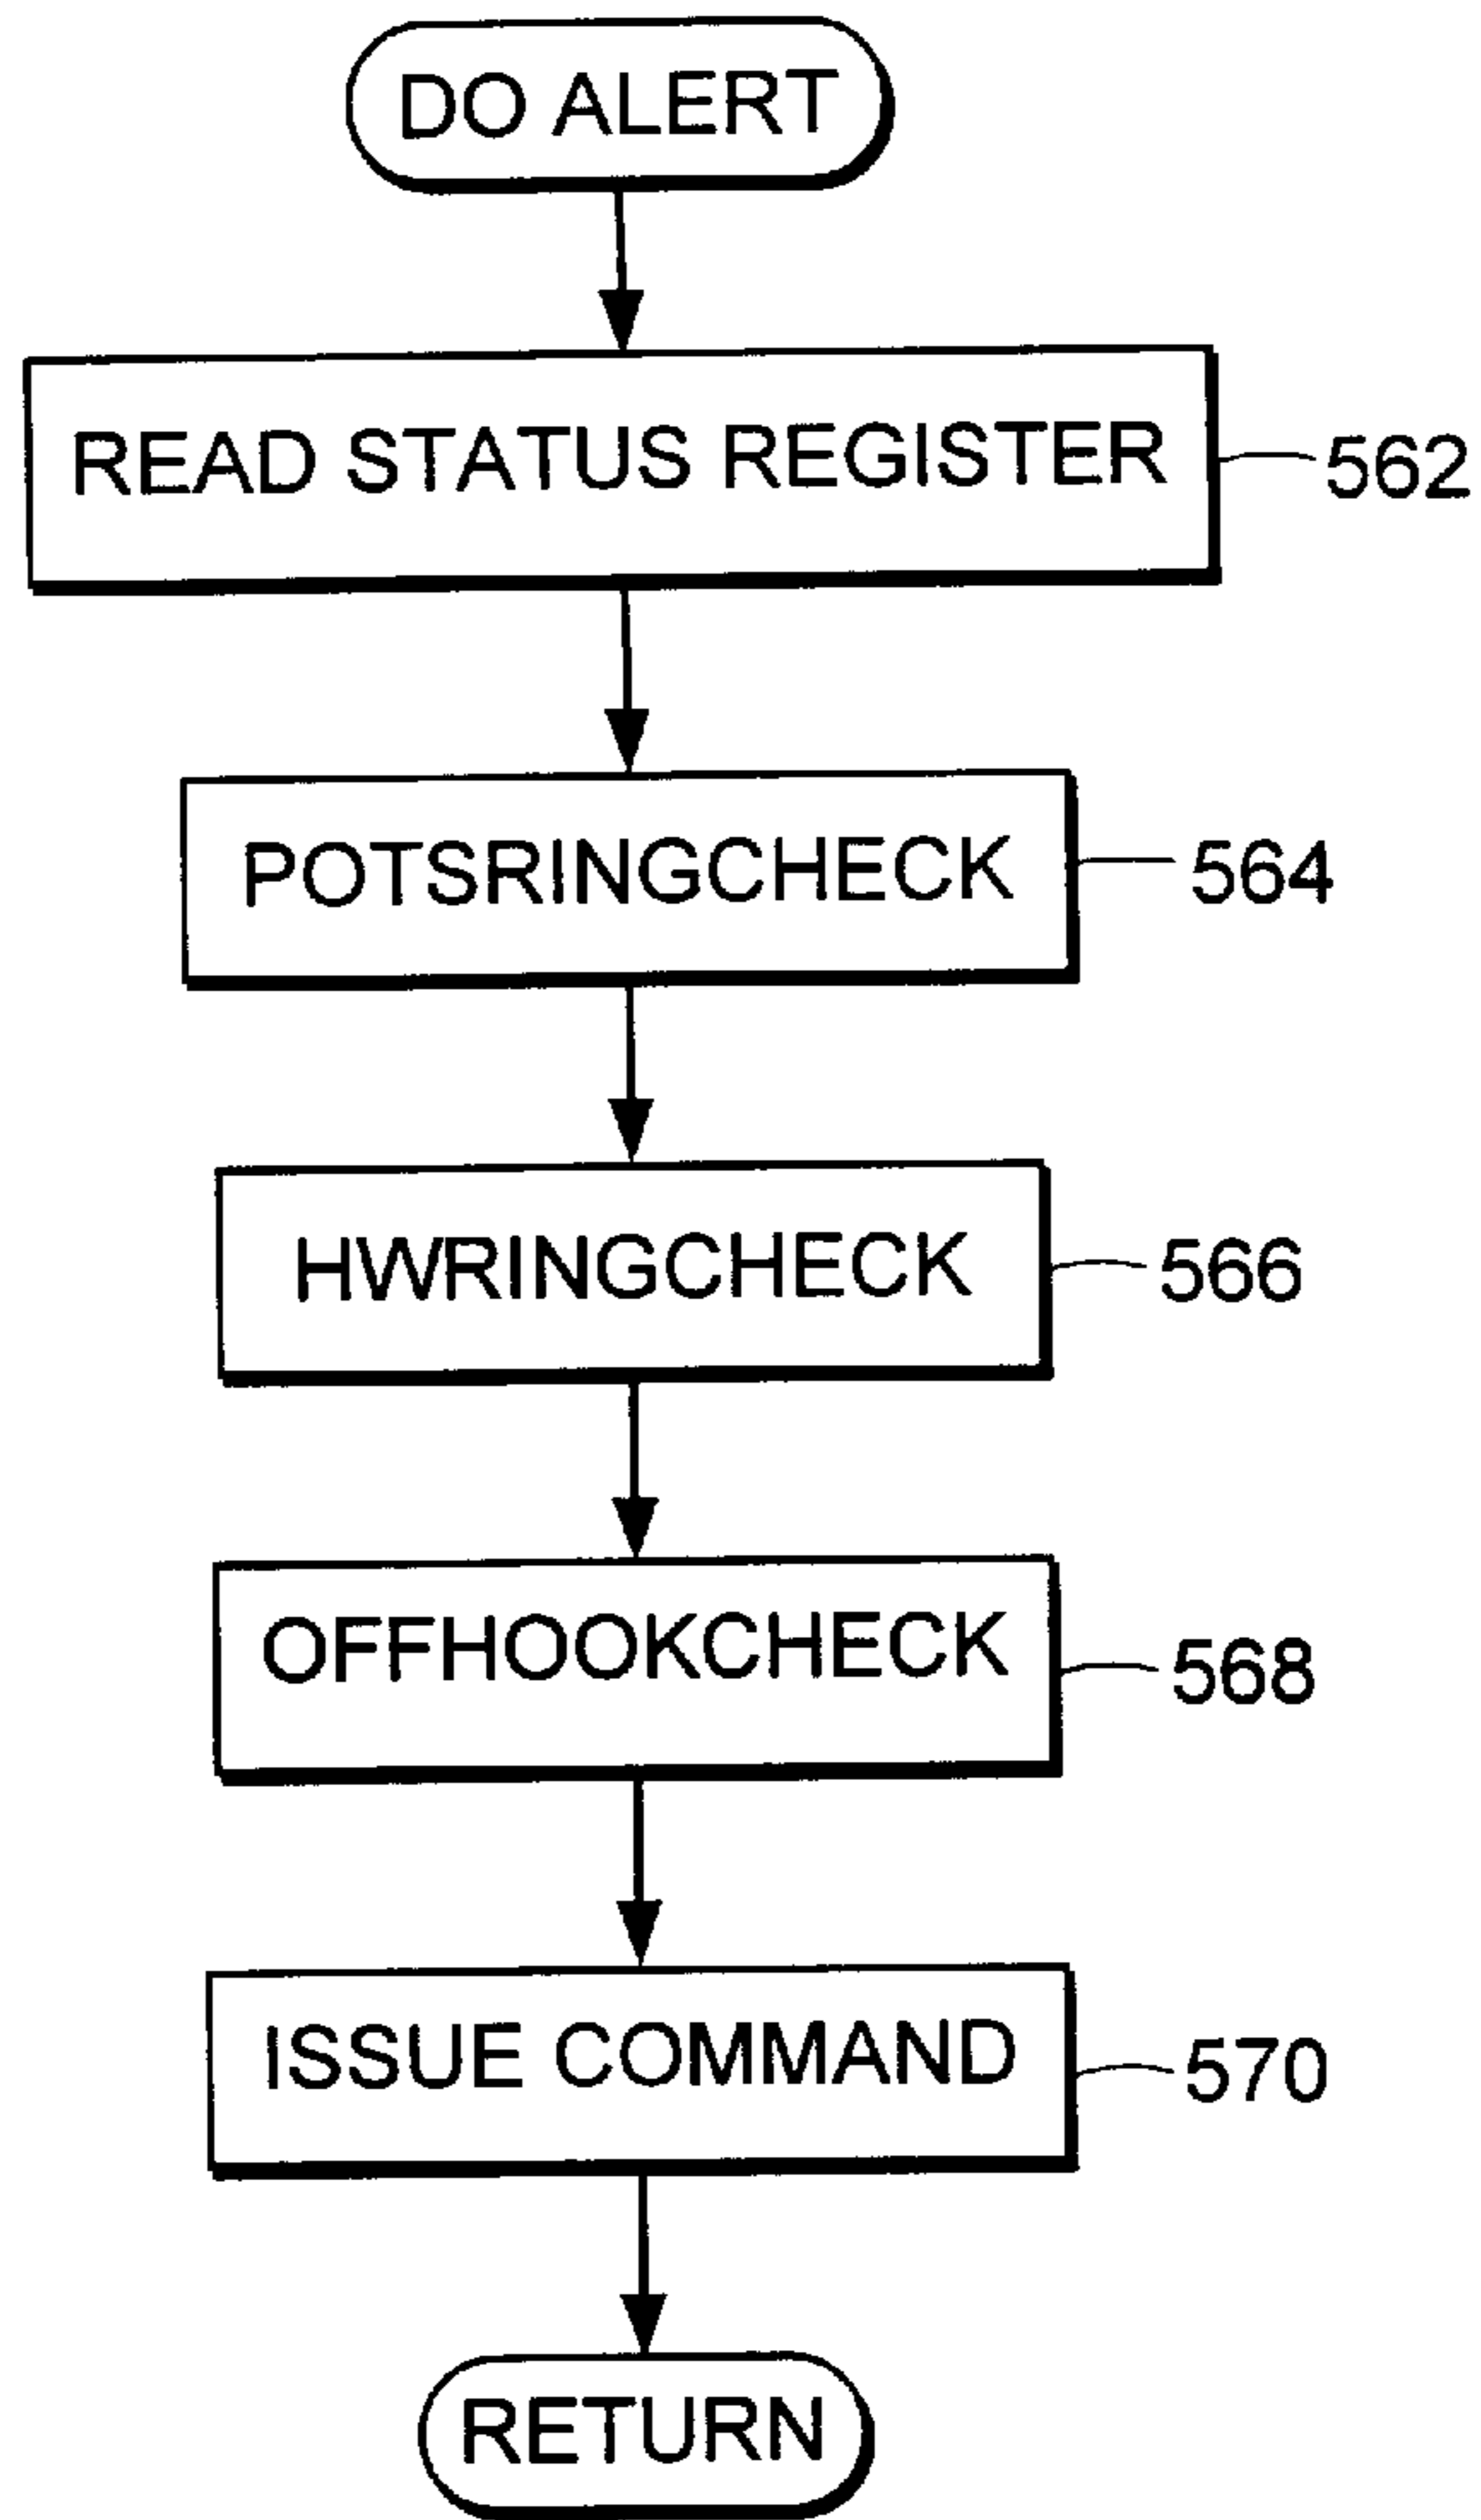 DO ALERT
READ STATUS REGISTER
562
POTSRINGCHECK
564
HWRINGCHECK
566
OFFHOOKCHECK
568
ISSUE COMMAND
570
RETURN